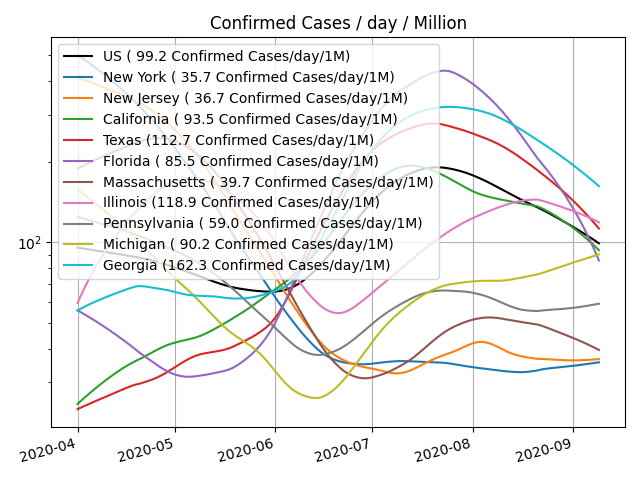 Confirmed Cases / day / Million
US ( 99.2 Confirmed Cases/day/1M)
New York ( 35.7 Confirmed Cases/day/1M)
New Jersey ( 36.7 Confirmed Cases/day/1M)
California ( 93.5 Confirmed Cases/day/1M)
Texas (112.7 Confirmed Cases/day/1M)
Florida ( 85.5 Confirmed Cases/day/1M)
Massachusetts ( 39.7 Confirmed Cases/day/1M)
Illinois (118.9 Confirmed Cases/day/1M)
Pennsylvania ( 59.0 Confirmed Cases/day/1M)
Michigan ( 90.2 Confirmed Cases/day/1M)
Georgia (162.3 Confirmed Cases/day/1M)
10²
2020-04 2020-05 2020-06 2020-07 2020-08 2020-09